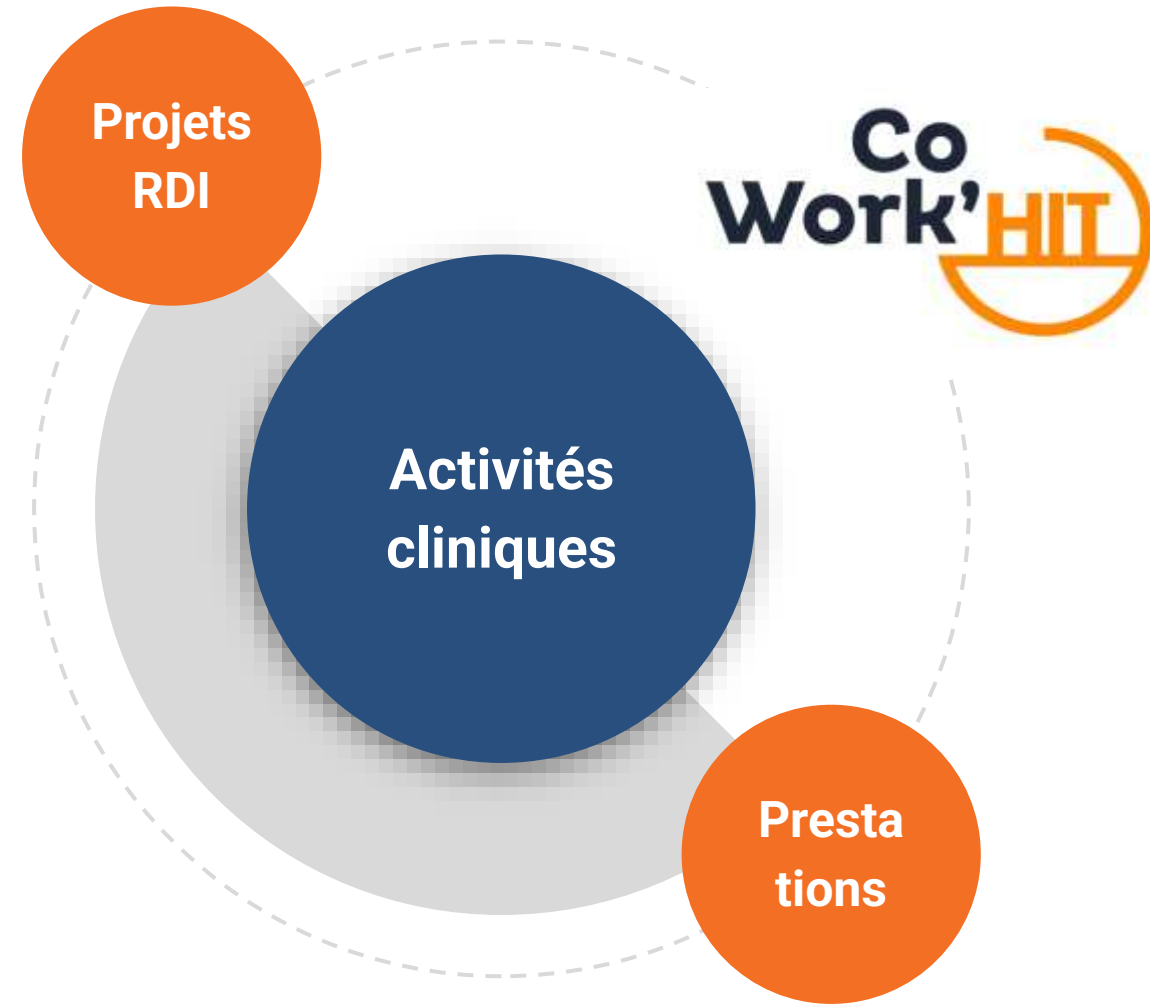 Projets
RDI
Co
Work'HIT
Activités
cliniques
Presta
tions